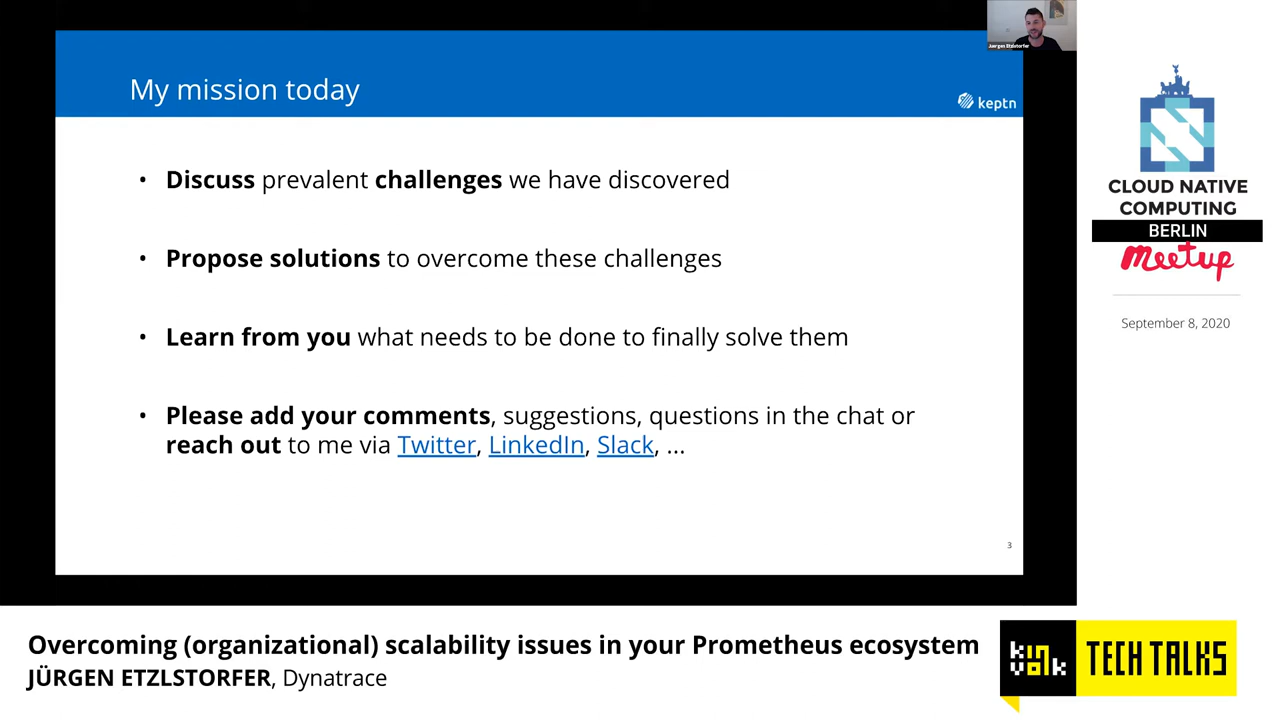 Juergen Etzlstorfer
My mission today
keptn
• Discuss prevalent challenges we have discovered
• Propose solutions to overcome these challenges
• Learn from you what needs to be done to finally solve them
• Please add your comments, suggestions, questions in the chat or
reach out to me via Twitter, LinkedIn, Slack, ...
3
CLOUD NATIVE
COMPUTING
BERLIN
meetup
September 8, 2020
Overcoming (organizational) scalability issues in your Prometheus ecosystem
JÜRGEN ETZLSTORFER, Dynatrace
kin
volk
TECH TALKS